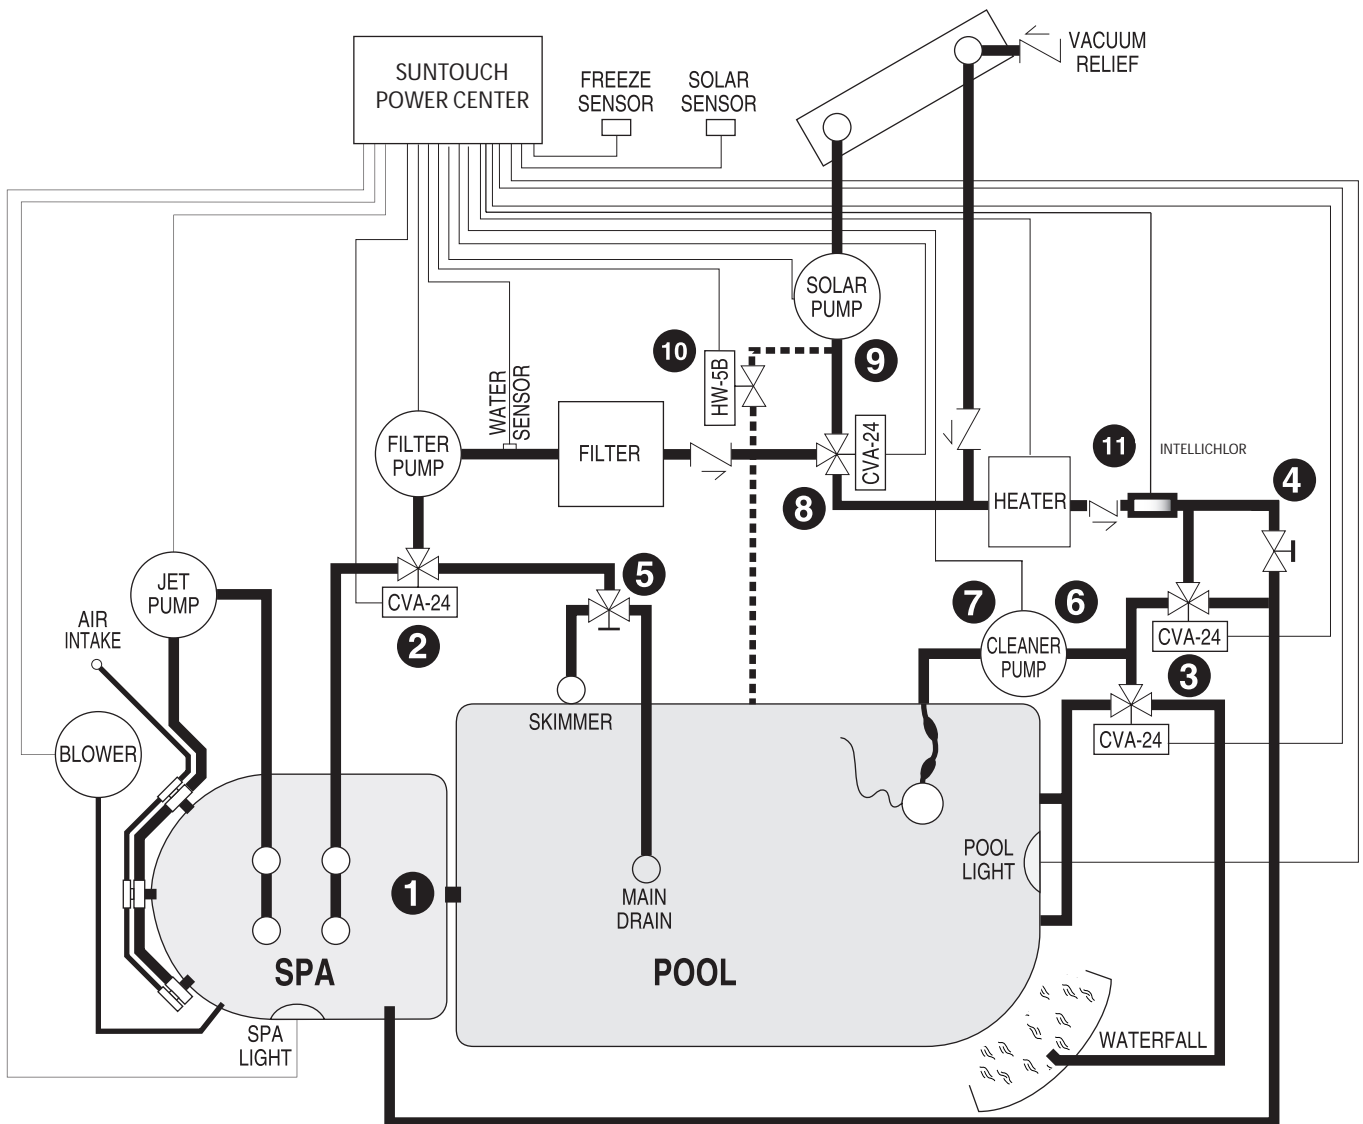 SUNTOUCH
POWER CENTER
FREEZE
SENSOR
SOLAR
SENSOR
VACUUM
RELIEF
SOLAR
PUMP
9
10
HW-5B
WATER
SENSOR
FILTER
PUMP
FILTER
CVA-24
8
HEATER
11
INTELLICHLOR
4
JET
PUMP
CVA-24
2
5
7
6
CLEANER
PUMP
CVA-24
3
CVA-24
AIR
INTAKE
BLOWER
SKIMMER
MAIN
DRAIN
POOL
LIGHT
1
SPA
POOL
SPA
LIGHT
WATERFALL